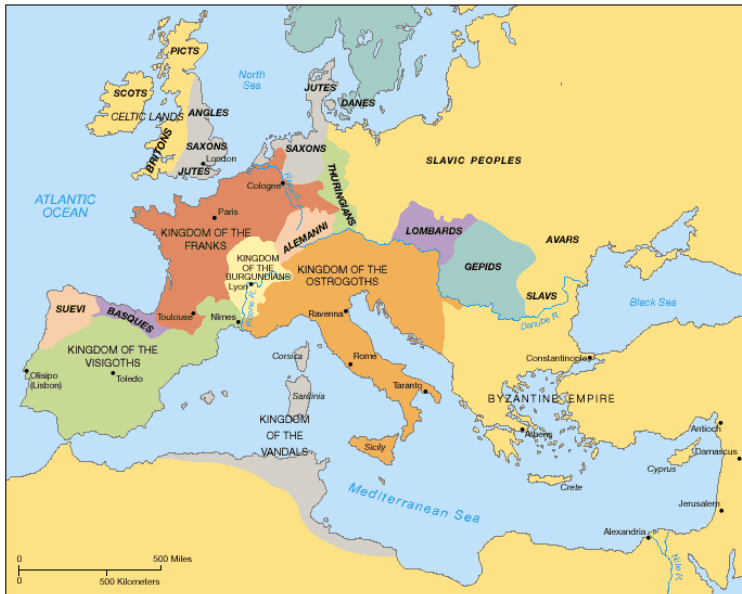 PICTS
North
Sea
SCOTS
CELTIC LANDS
ANGLES
JUTES
DANES
BRITONS
SAXONS
London
JUTES
SAXONS
THURINGIANS
SLAVIC PEOPLES
ATLANTIC
OCEAN
Cologne
Paris
KINGDOM OF THE
FRANKS
ALEMANNI
LOMBARDS
AVARS
GEPIDS
KINGDOM
OF THE
BURGUNDIANS
Lyon
Rhone R.
KINGDOM OF THE
OSTROGOTHS
SLAVS
Black Sea
Danube R.
SUEVI
BASQUES
Toulouse
Nîmes
Ravenna
KINGDOM OF THE
VISIGOTHS
Olisipo
(Lisbon)
Toledo
Corsica
Rome
Constantinople
Sardinia
Taranto
BYZANTINE EMPIRE
KINGDOM
OF THE
VANDALS
Sicily
Athens
Antioch
Damascus
Cyprus
Crete
Mediterranean Sea
Jerusalem
Alexandria
Nile R.
0
500 Miles
0
500 Kilometers